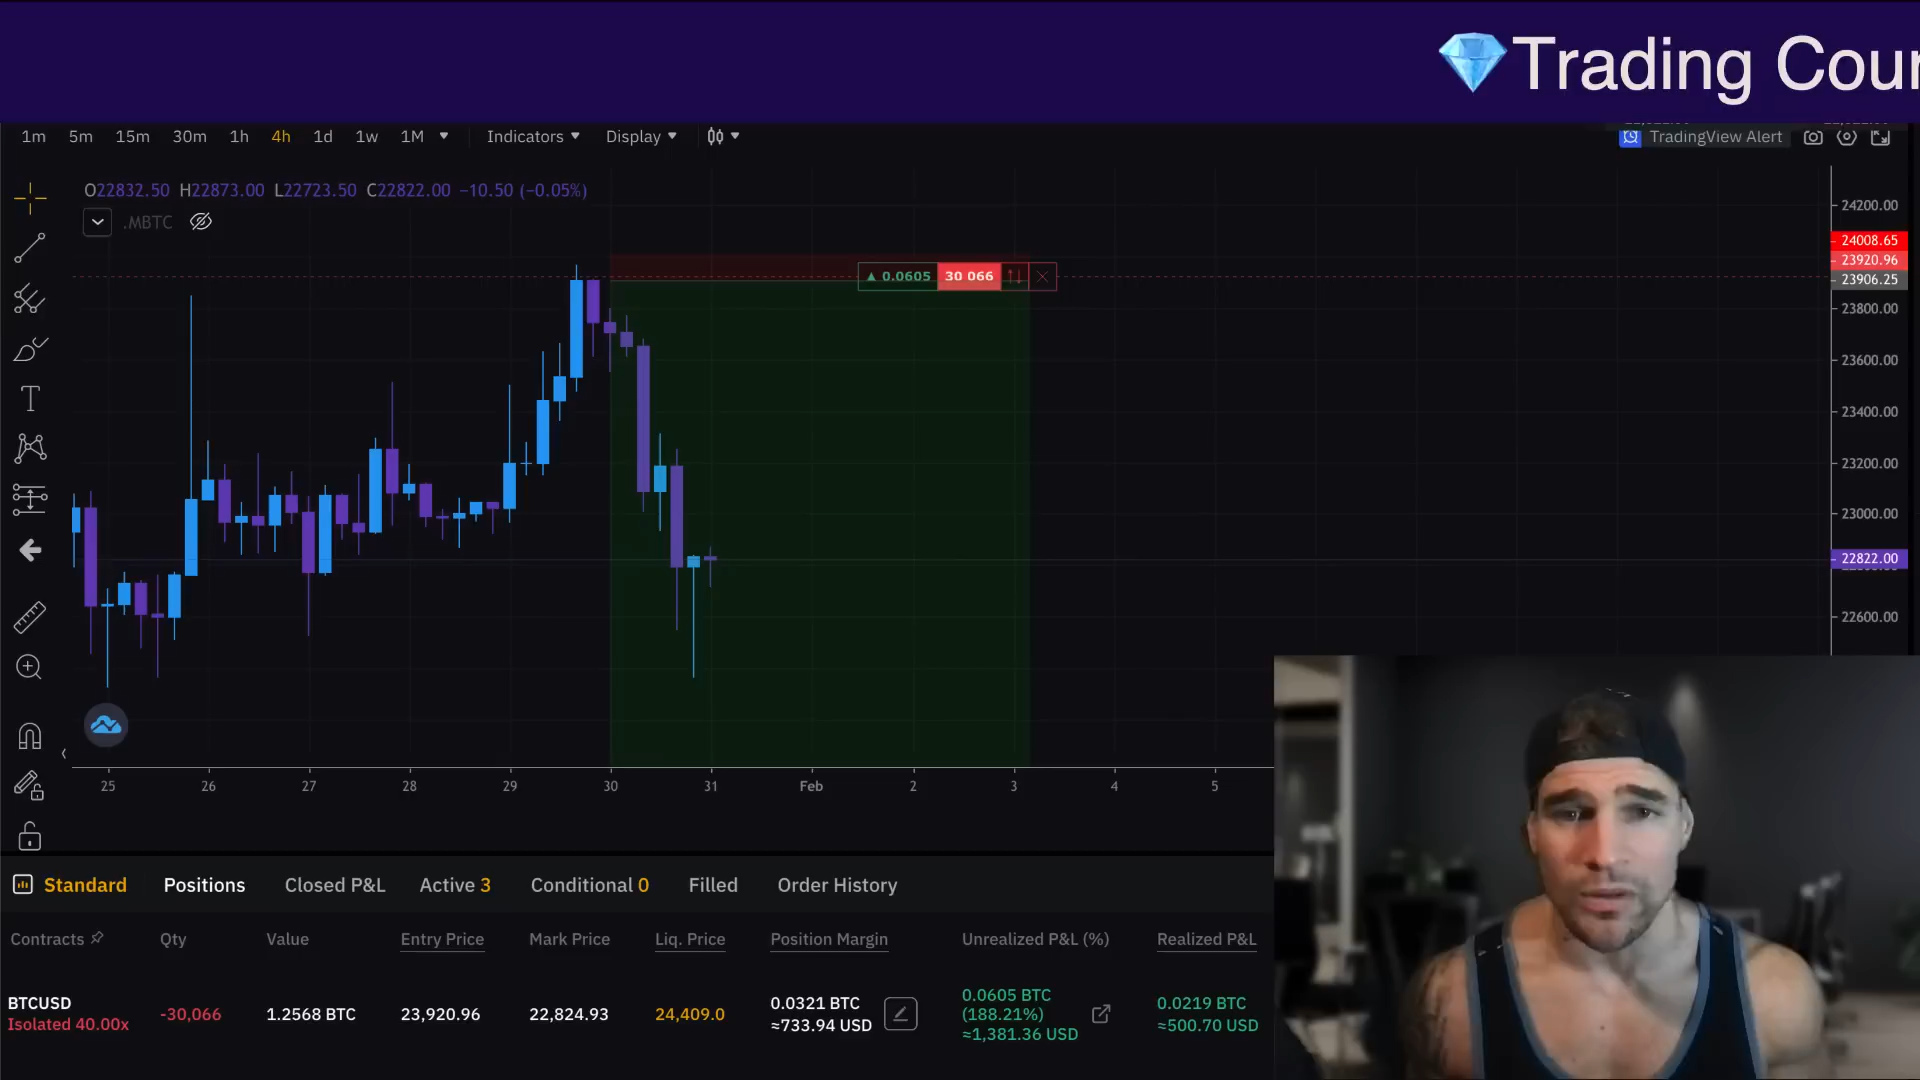 💎Trading Cour
1m 5m 15m 30m 1h 4h 1d 1w 1M Indicators Display TradingView Alert
O22832.50 H22873.00 L22723.50 C22822.00 −10.50 (−0.05%)
.MBTC
24200.00
24008.65
23920.96
▲ 0.0605 30 066
23906.25
23800.00
23600.00
23400.00
23200.00
23000.00
22822.00
22600.00
25 26 27 28 29 30 31 Feb 2 3 4 5
Standard Positions Closed P&L Active 3 Conditional 0 Filled Order History
Contracts Qty Value Entry Price Mark Price Liq. Price Position Margin Unrealized P&L (%) Realized P&L
BTCUSD
Isolated 40.00x
-30,066
1.2568 BTC
23,920.96
22,824.93
24,409.0
0.0321 BTC
≈733.94 USD
0.0605 BTC
(188.21%)
≈1,381.36 USD
0.0219 BTC
≈500.70 USD